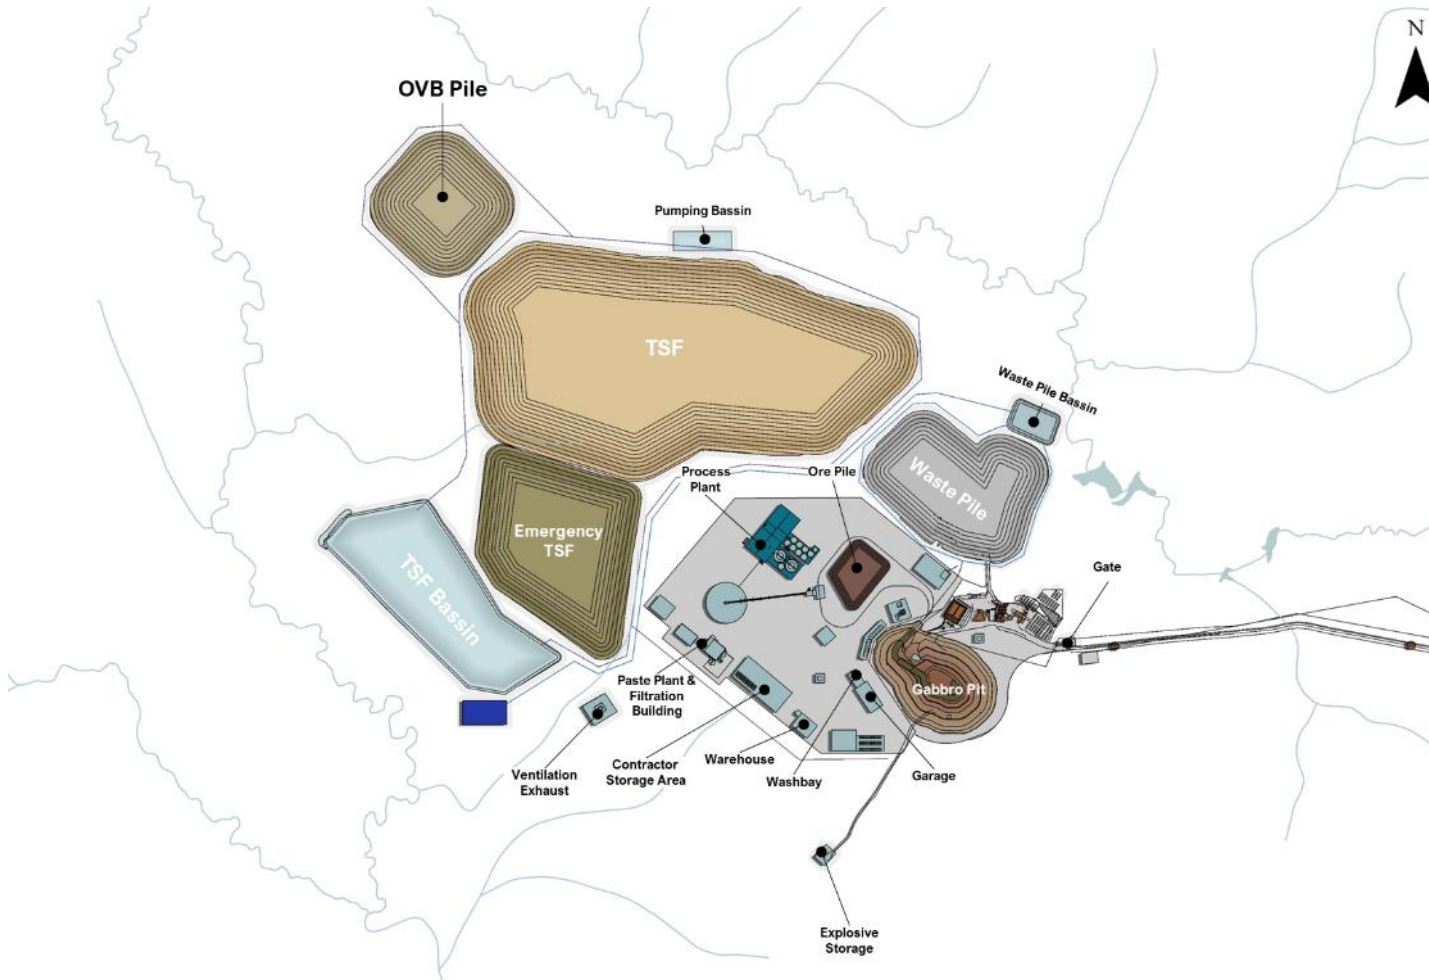 N
OVB Pile
Pumping Bassin
TSF
Waste Pile Bassin
Process
Plant
Ore Pile
Waste Pile
Emergency
TSF
TSF Bassin
Gate
Gabbro Pit
Paste Plant &
Filtration
Building
Contractor
Storage Area
Warehouse
Washbay
Garage
Ventilation
Exhaust
Explosive
Storage